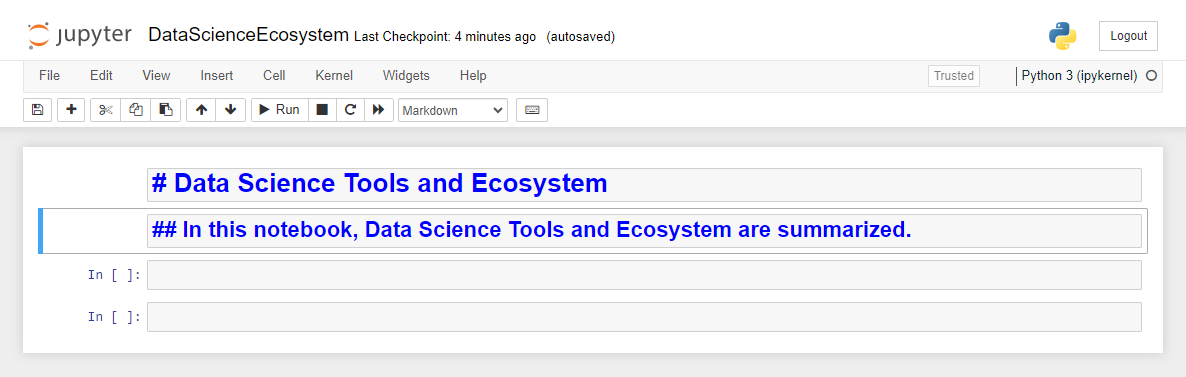 jupyter DataScienceEcosystem Last Checkpoint: 4 minutes ago (autosaved) Logout
File Edit View Insert Cell Kernel Widgets Help Trusted Python 3 (ipykernel)
Run Markdown
# Data Science Tools and Ecosystem
## In this notebook, Data Science Tools and Ecosystem are summarized.
In [ ]:
In [ ]: